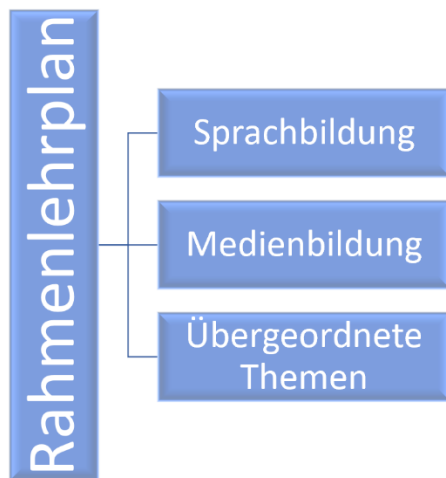 Rahmenlehrplan
Sprachbildung
Medienbildung
Übergeordnete
Themen